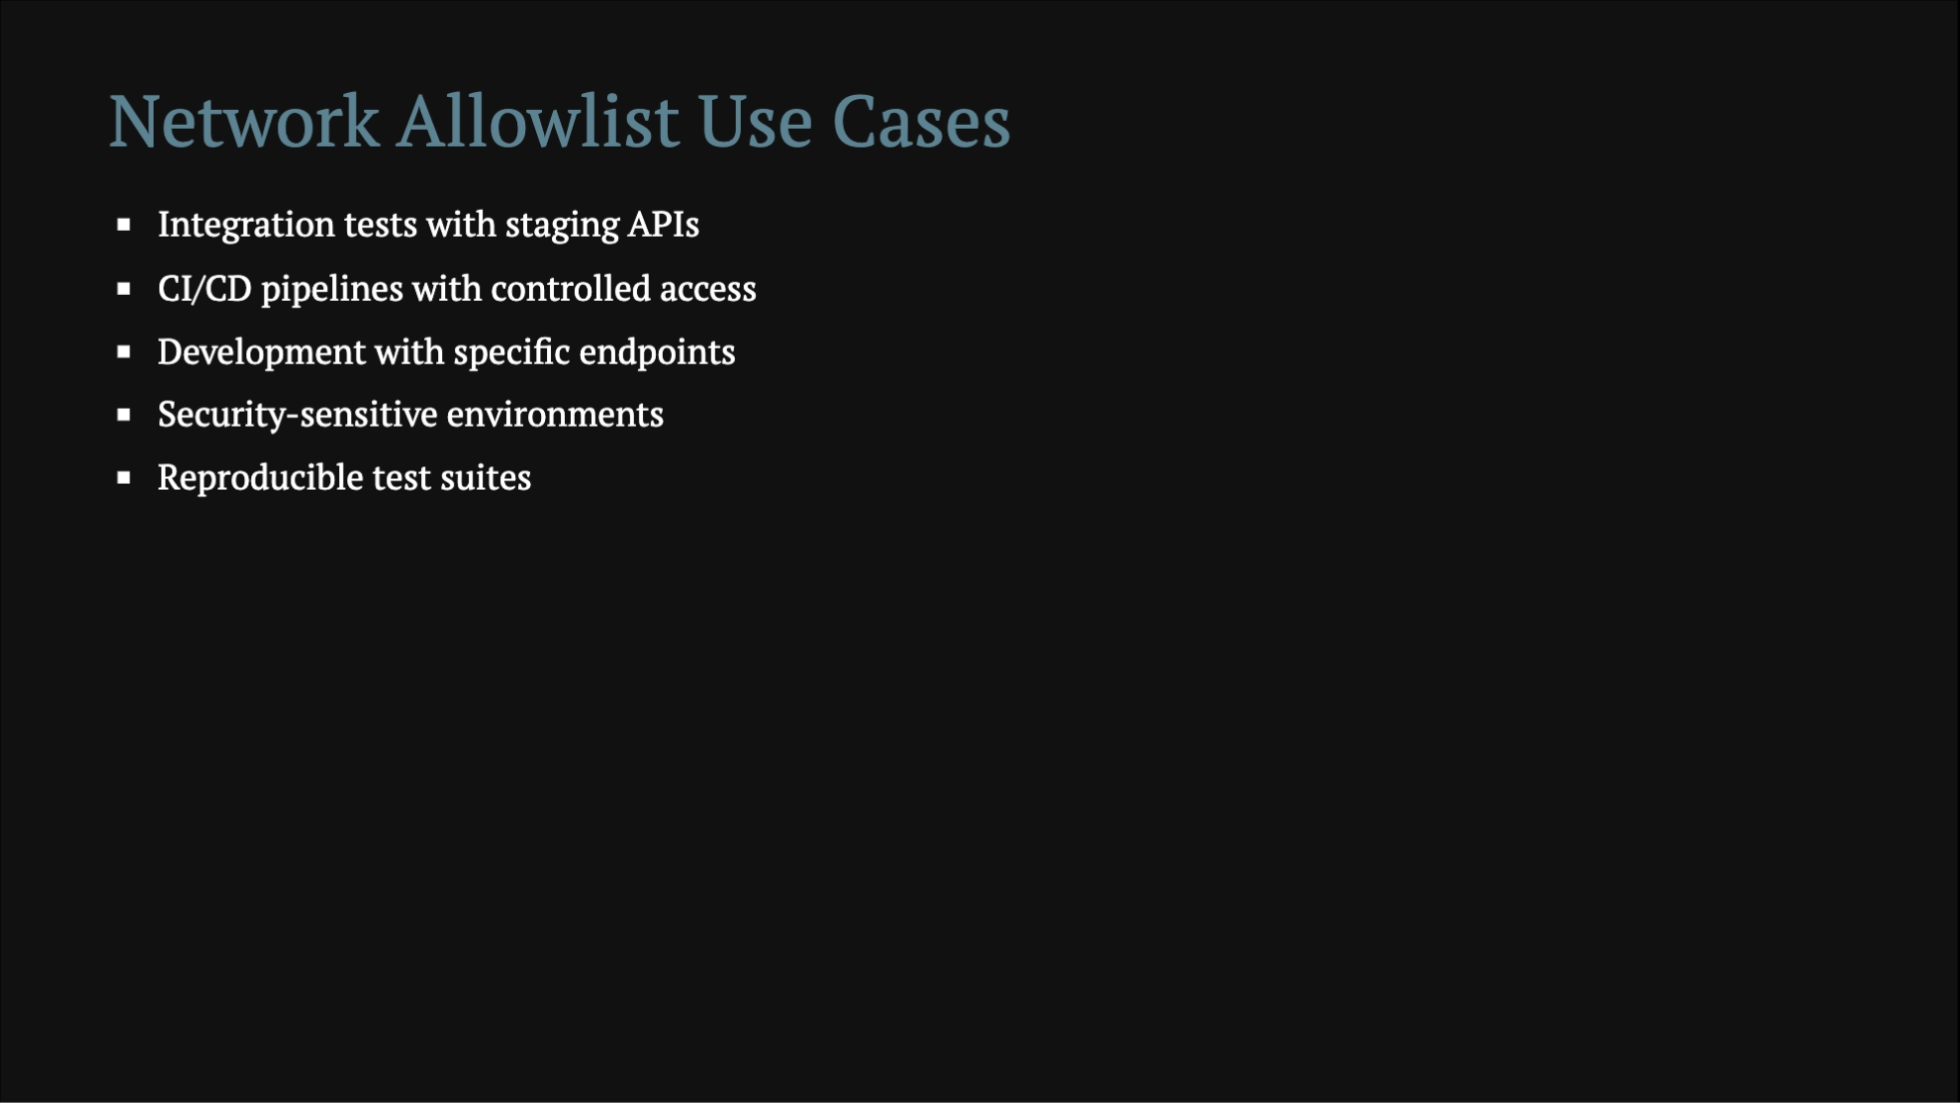 Network Allowlist Use Cases
▪ Integration tests with staging APIs
▪ CI/CD pipelines with controlled access
▪ Development with specific endpoints
▪ Security-sensitive environments
▪ Reproducible test suites